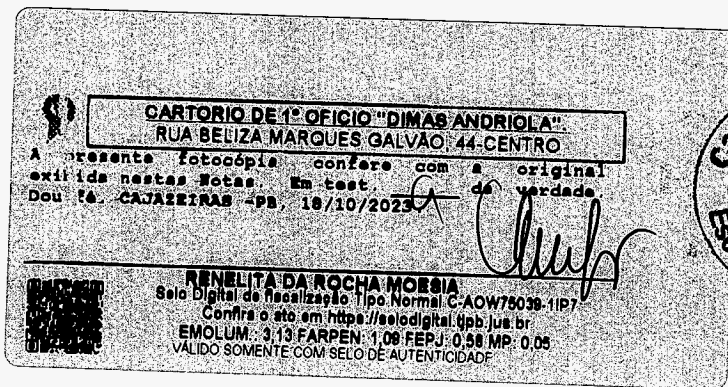 CARTORIO DE 1º OFICIO "DIMAS ANDRIOLA".
RUA BELIZA MARQUES GALVÃO, 44-CENTRO
A presente fotocópia confere com a original
exibida nestas Notas. Em test. da verdade.
Dou fé. CAJAZEIRAS -PB, 18/10/2023
RENELITA DA ROCHA MOESIA
Selo Digital de fiscalização Tipo Normal C-AOW75039-1IP7
Confira o ato em https://selodigital.tjpb.jus.br
EMOLUM.: 3,13 FARPEN: 1,09 FEPJ: 0,58 MP: 0,05
VÁLIDO SOMENTE COM SELO DE AUTENTICIDADE